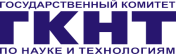 ГОСУДАРСТВЕННЫЙ КОМИТЕТ
ГКНТ
ПО НАУКЕ И ТЕХНОЛОГИЯМ